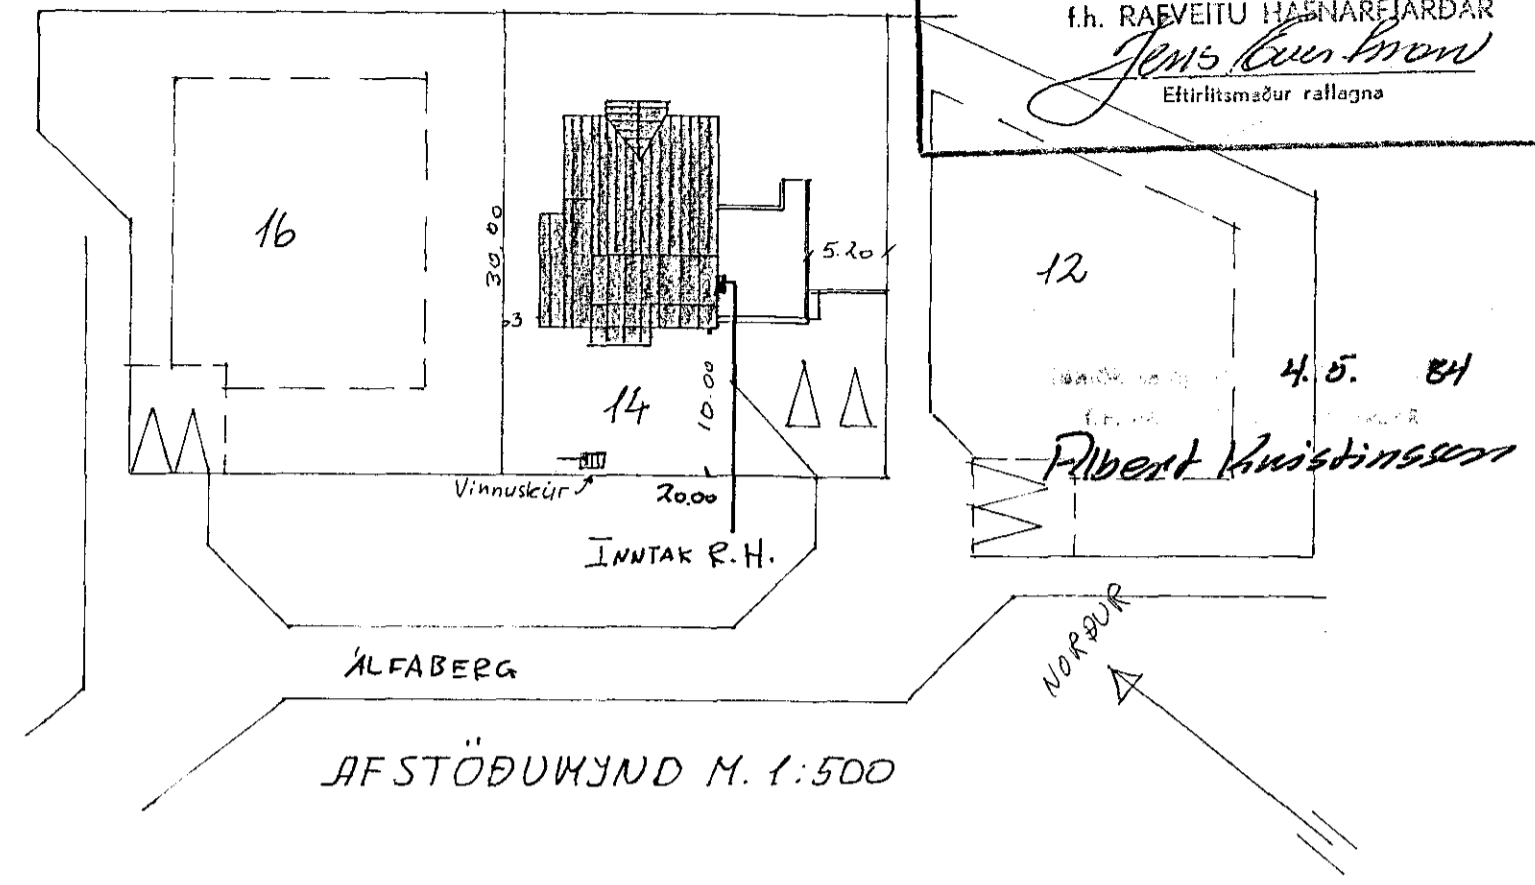 f.h. RAFVEITU HAFNARFJARÐAR
Eftirlitsmaður raflagna
16
30,00
3
5.20
12
14
10.00
4. 5. 84
Albert Kristinsson
Vinnuskúr
20.00
INNTAK R.H.
ÁLFABERG
NORÐUR
AFSTÖÐUMYND M. 1:500